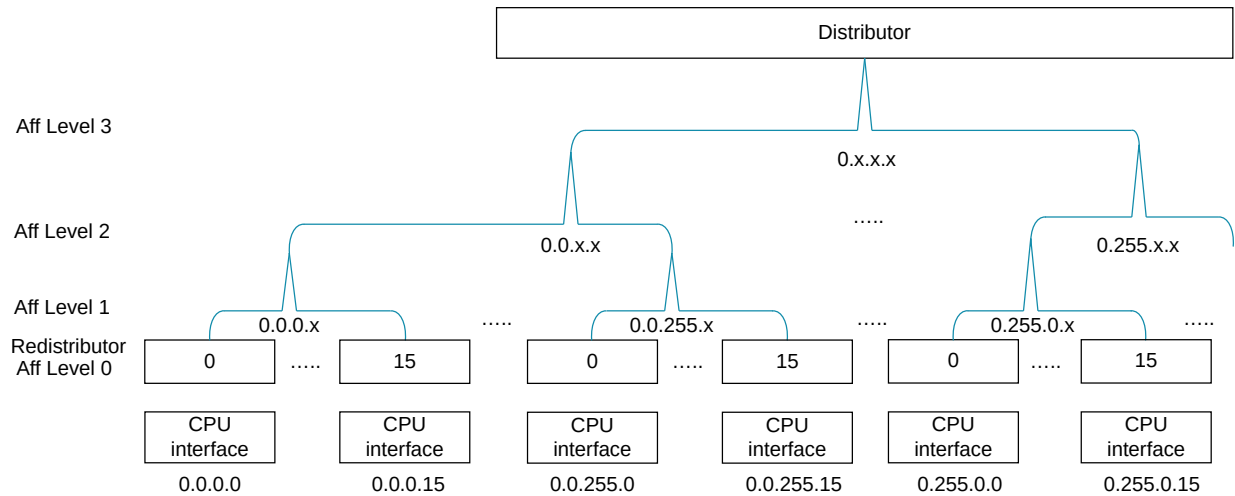 Distributor
Aff Level 3
0.x.x.x
Aff Level 2
.....
0.0.x.x
0.255.x.x
Aff Level 1
0.0.0.x
.....
0.0.255.x
.....
0.255.0.x
.....
Redistributor
Aff Level 0
0
.....
15
0
.....
15
0
.....
15
CPU
interface
CPU
interface
CPU
interface
CPU
interface
CPU
interface
CPU
interface
0.0.0.0
0.0.0.15
0.0.255.0
0.0.255.15
0.255.0.0
0.255.0.15